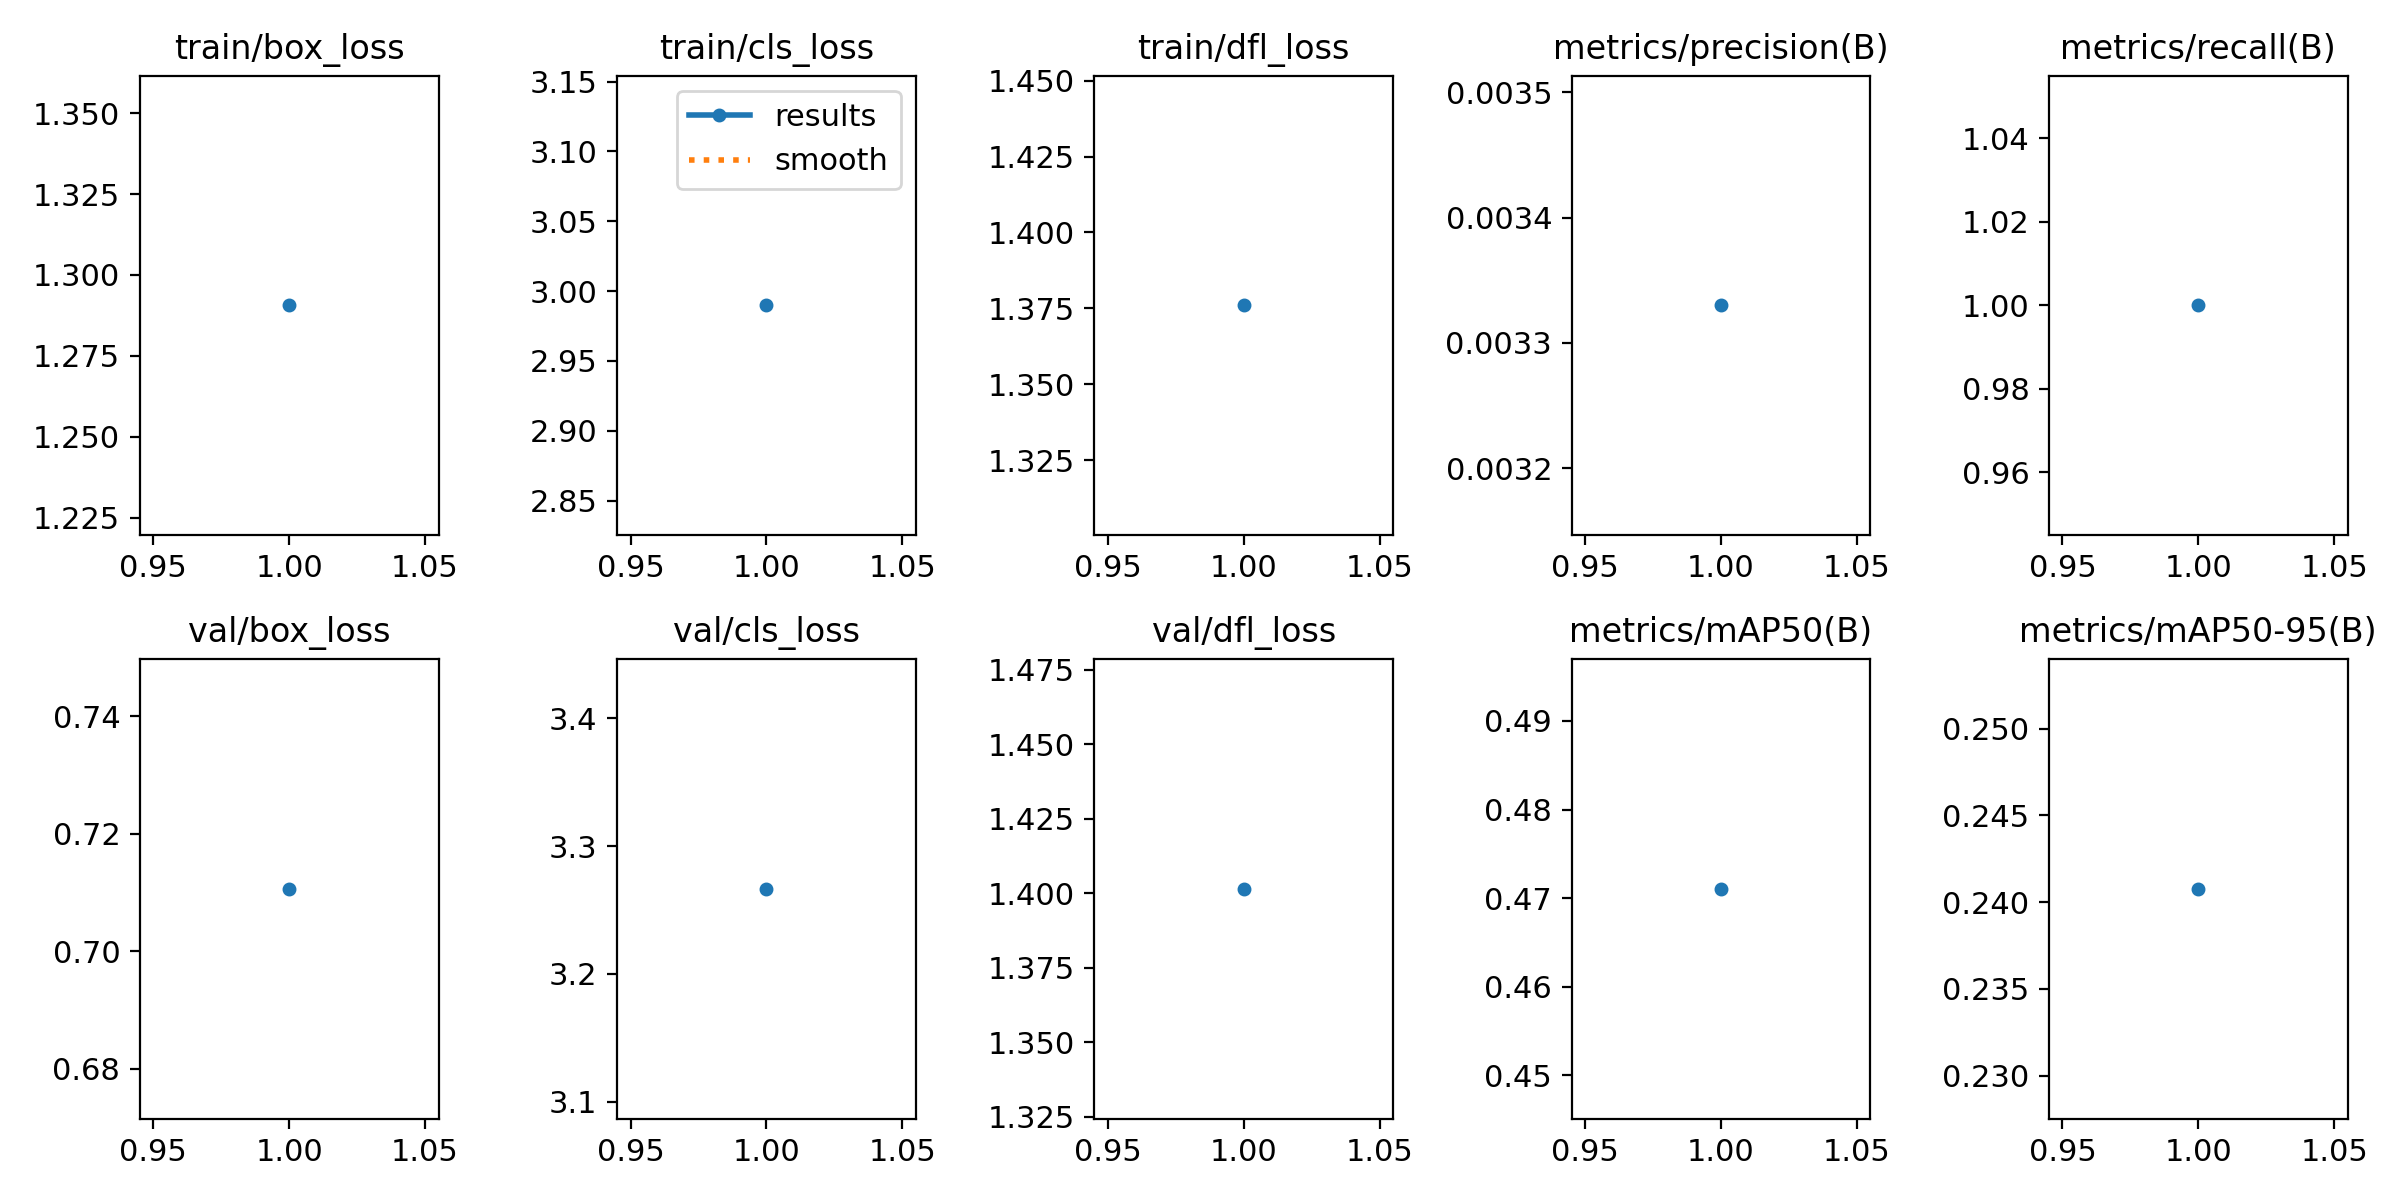 train/box_loss
1.350
1.325
1.300
1.275
1.250
1.225
0.95 1.00 1.05
train/cls_loss
3.15
3.10
3.05
3.00
2.95
2.90
2.85
results
smooth
0.95 1.00 1.05
train/dfl_loss
1.450
1.425
1.400
1.375
1.350
1.325
0.95 1.00 1.05
metrics/precision(B)
0.0035
0.0034
0.0033
0.0032
0.95 1.00 1.05
metrics/recall(B)
1.04
1.02
1.00
0.98
0.96
0.95 1.00 1.05
val/box_loss
0.74
0.72
0.70
0.68
0.95 1.00 1.05
val/cls_loss
3.4
3.3
3.2
3.1
0.95 1.00 1.05
val/dfl_loss
1.475
1.450
1.425
1.400
1.375
1.350
1.325
0.95 1.00 1.05
metrics/mAP50(B)
0.49
0.48
0.47
0.46
0.45
0.95 1.00 1.05
metrics/mAP50-95(B)
0.250
0.245
0.240
0.235
0.230
0.95 1.00 1.05